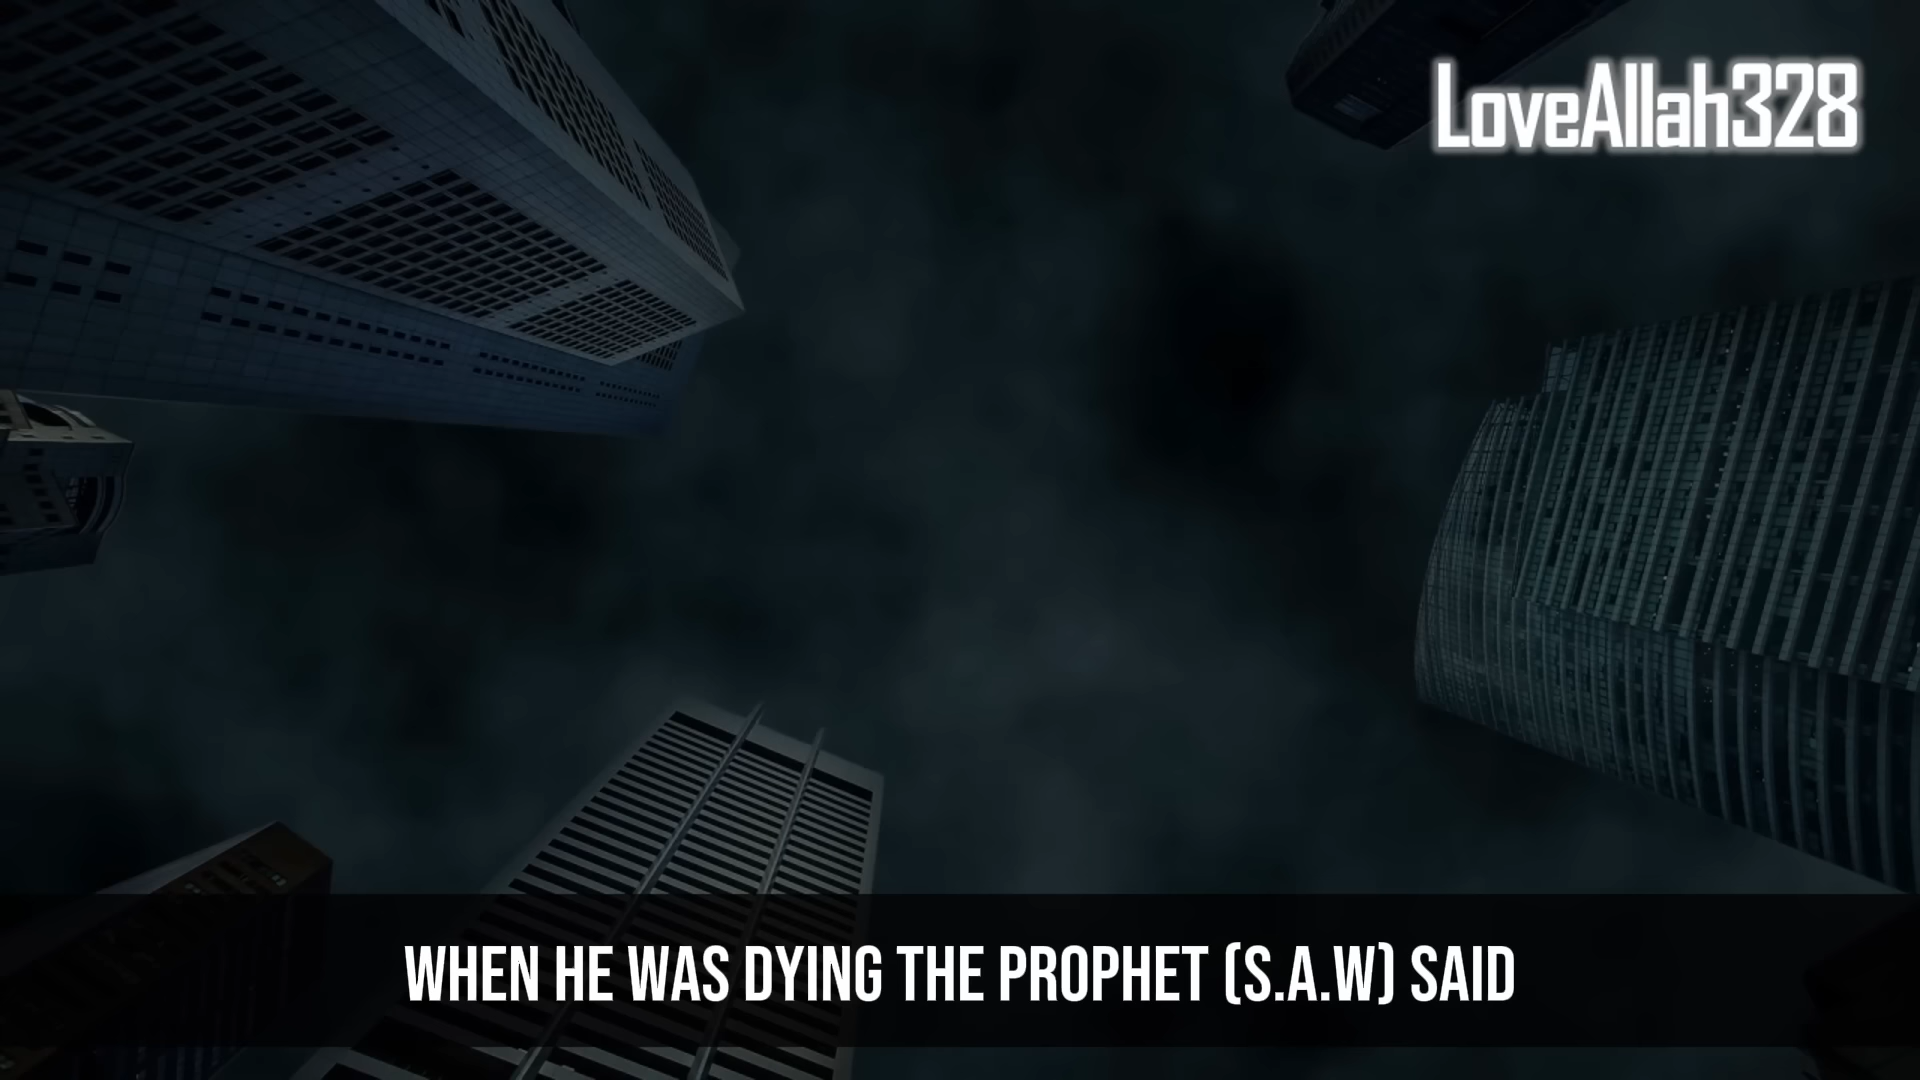 LoveAllah328
WHEN HE WAS DYING THE PROPHET (S.A.W) SAID